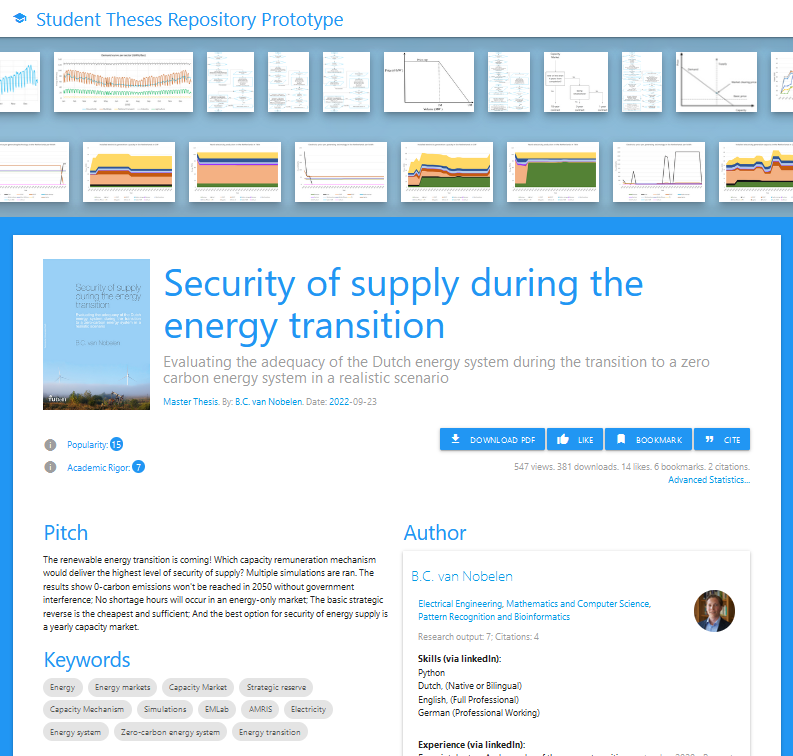 Student Theses Repository Prototype
Security of supply
during the energy
transition
B.C. van Nobelen
Security of supply during the
energy transition
Evaluating the adequacy of the Dutch energy system during the transition to a zero
carbon energy system in a realistic scenario
Master Thesis. By: B.C. van Nobelen. Date: 2022-09-23
Popularity: 15
Academic Rigor: 7
DOWNLOAD PDF
LIKE
BOOKMARK
CITE
547 views. 381 downloads. 14 likes. 6 bookmarks. 2 citations.
Advanced Statistics...
Pitch
The renewable energy transition is coming! Which capacity remuneration mechanism
would deliver the highest level of security of supply? Multiple simulations are ran. The
results show 0-carbon emissions won't be reached in 2050 without government
interference; No shortage hours will occur in an energy-only market; The basic strategic
reverse is the cheapest and sufficient; And the best option for security of energy supply is
a yearly capacity market.
Keywords
Energy
Energy markets
Capacity Market
Strategic reserve
Capacity Mechanism
Simulations
EMLab
AMRIS
Electricity
Energy system
Zero-carbon energy system
Energy transition
Author
B.C. van Nobelen
Electrical Engineering, Mathematics and Computer Science,
Pattern Recognition and Bioinformatics
Research output: 7; Citations: 4
Skills (via linkedIn):
Python
Dutch, (Native or Bilingual)
English, (Full Professional)
German (Professional Working)
Experience (via linkedIn):